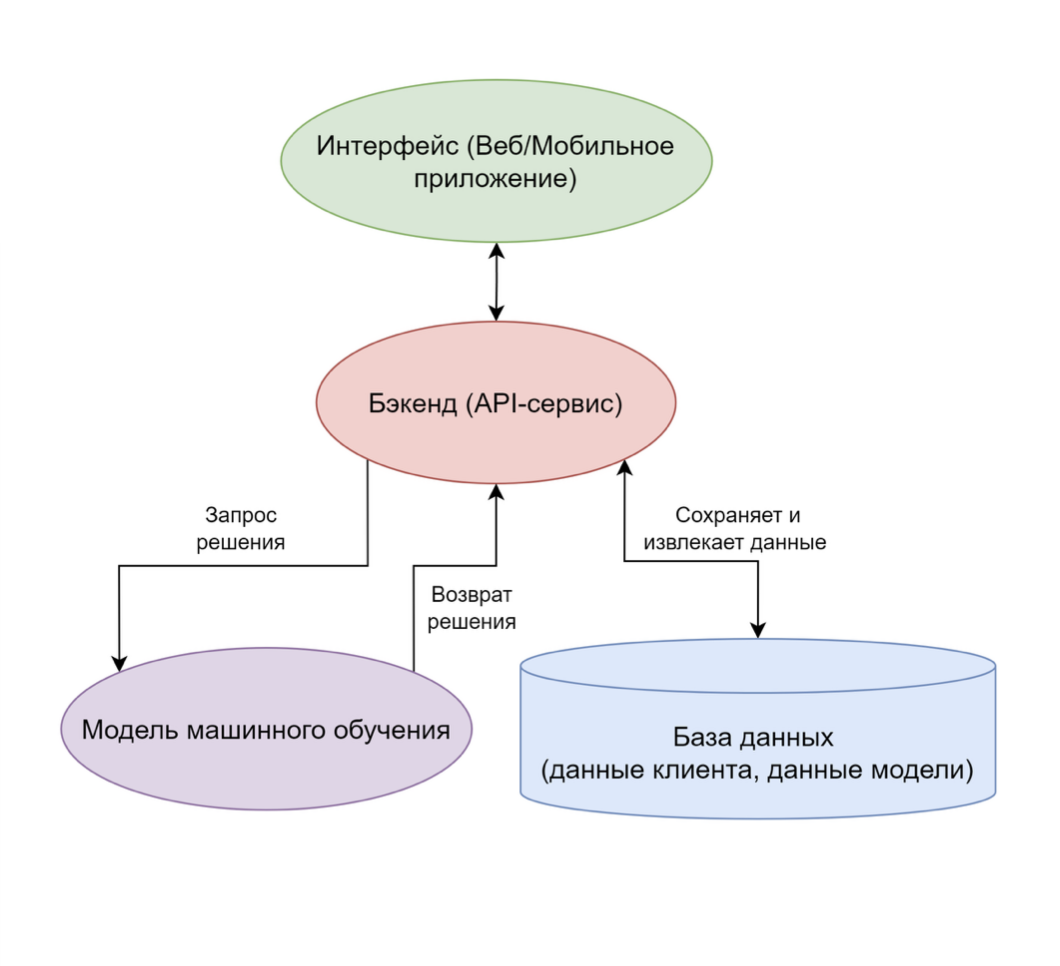 Интерфейс (Веб/Мобильное
приложение)
Бэкенд (API-сервис)
Запрос
решения
Сохраняет и
извлекает данные
Возврат
решения
Модель машинного обучения
База данных
(данные клиента, данные модели)